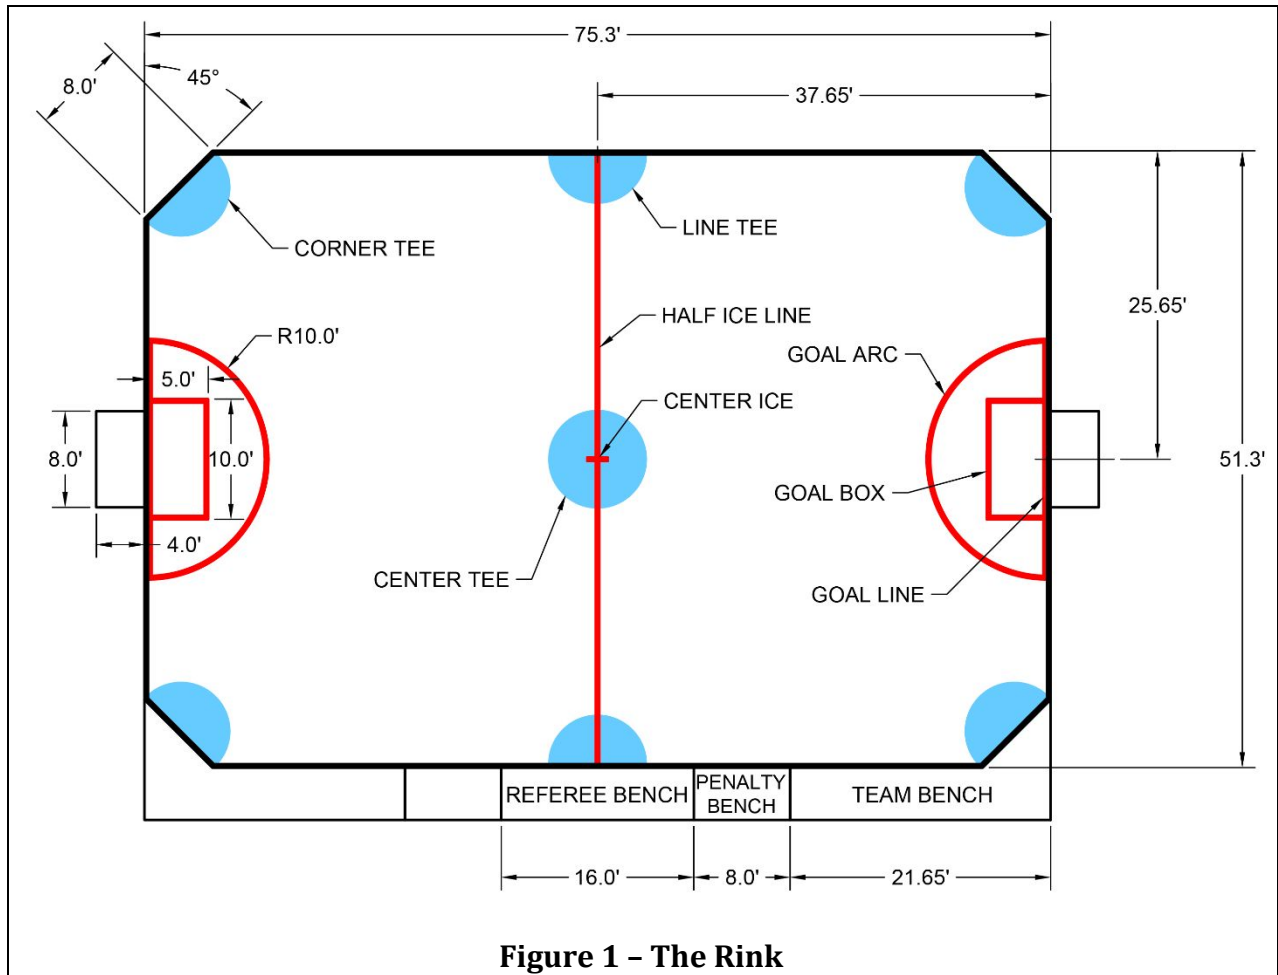 75.3'
8.0'
45°
37.65'
CORNER TEE
LINE TEE
25.65'
R10.0'
HALF ICE LINE
GOAL ARC
5.0'
CENTER ICE
8.0'
10.0'
51.3'
GOAL BOX
4.0'
CENTER TEE
GOAL LINE
REFEREE BENCH
PENALTY
BENCH
TEAM BENCH
16.0'
8.0'
21.65'
Figure 1 – The Rink